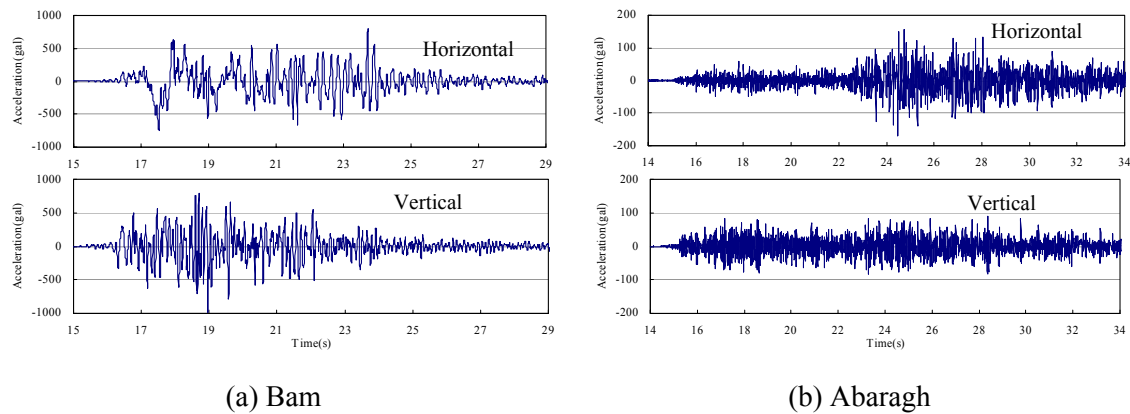 1000
500
0
-500
-1000
Acceleration(gal)
Horizontal
15 17 19 21 23 25 27 29
1000
500
0
-500
-1000
Acceleration(gal)
Vertical
15 17 19 21 23 25 27 29
Time(s)
(a) Bam
200
100
0
-100
-200
Acceleration(gal)
Horizontal
14 16 18 20 22 24 26 28 30 32 34
200
100
0
-100
-200
Acceleration(gal)
Vertical
14 16 18 20 22 24 26 28 30 32 34
Time(s)
(b) Abaragh